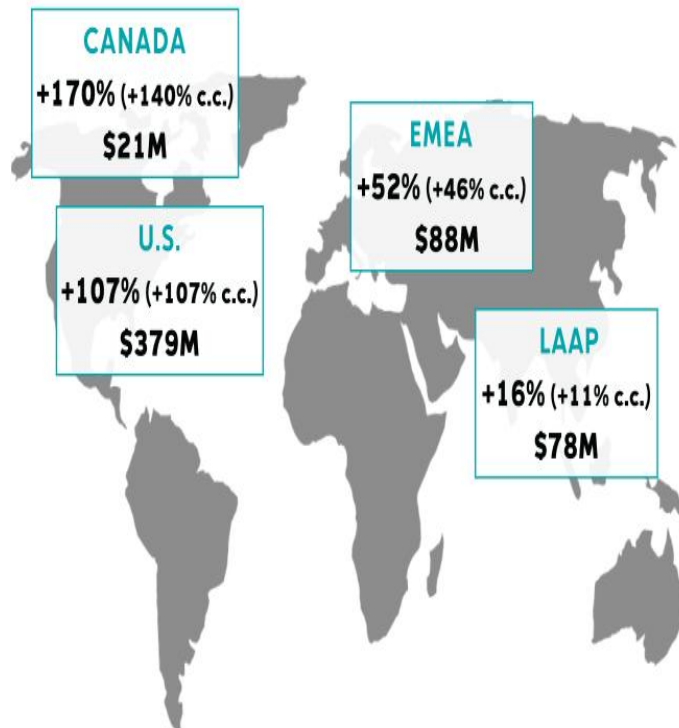 CANADA
+170% (+140% c.c.)
$21M
U.S.
+107% (+107% c.c.)
$379M
EMEA
+52% (+46% c.c.)
$88M
LAAP
+16% (+11% c.c.)
$78M